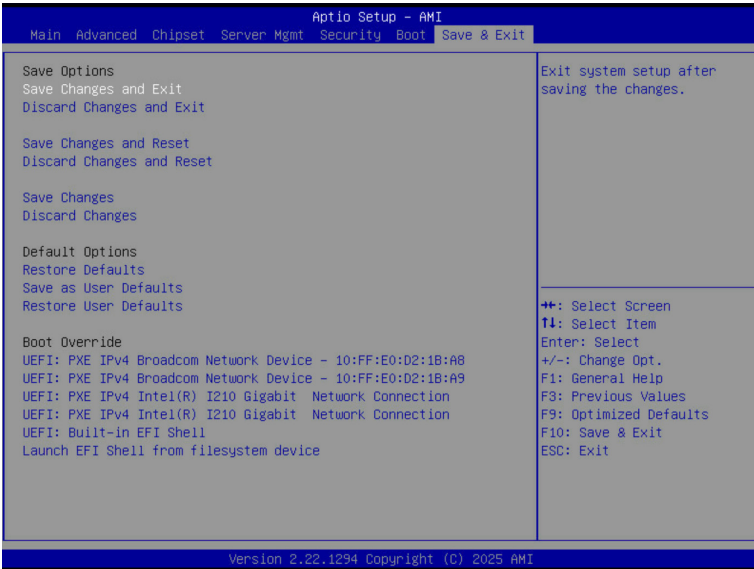 Aptio Setup – AMI
Main Advanced Chipset Server Mgmt Security Boot Save & Exit
Save Options
Save Changes and Exit
Discard Changes and Exit
Save Changes and Reset
Discard Changes and Reset
Save Changes
Discard Changes
Default Options
Restore Defaults
Save as User Defaults
Restore User Defaults
Boot Override
UEFI: PXE IPv4 Broadcom Network Device – 10:FF:E0:D2:1B:A8
UEFI: PXE IPv4 Broadcom Network Device – 10:FF:E0:D2:1B:A9
UEFI: PXE IPv4 Intel(R) I210 Gigabit  Network Connection
UEFI: PXE IPv4 Intel(R) I210 Gigabit  Network Connection
UEFI: Built-in EFI Shell
Launch EFI Shell from filesystem device
Exit system setup after
saving the changes.
→←: Select Screen
↑↓: Select Item
Enter: Select
+/-: Change Opt.
F1: General Help
F3: Previous Values
F9: Optimized Defaults
F10: Save & Exit
ESC: Exit
Version 2.22.1294 Copyright (C) 2025 AMI